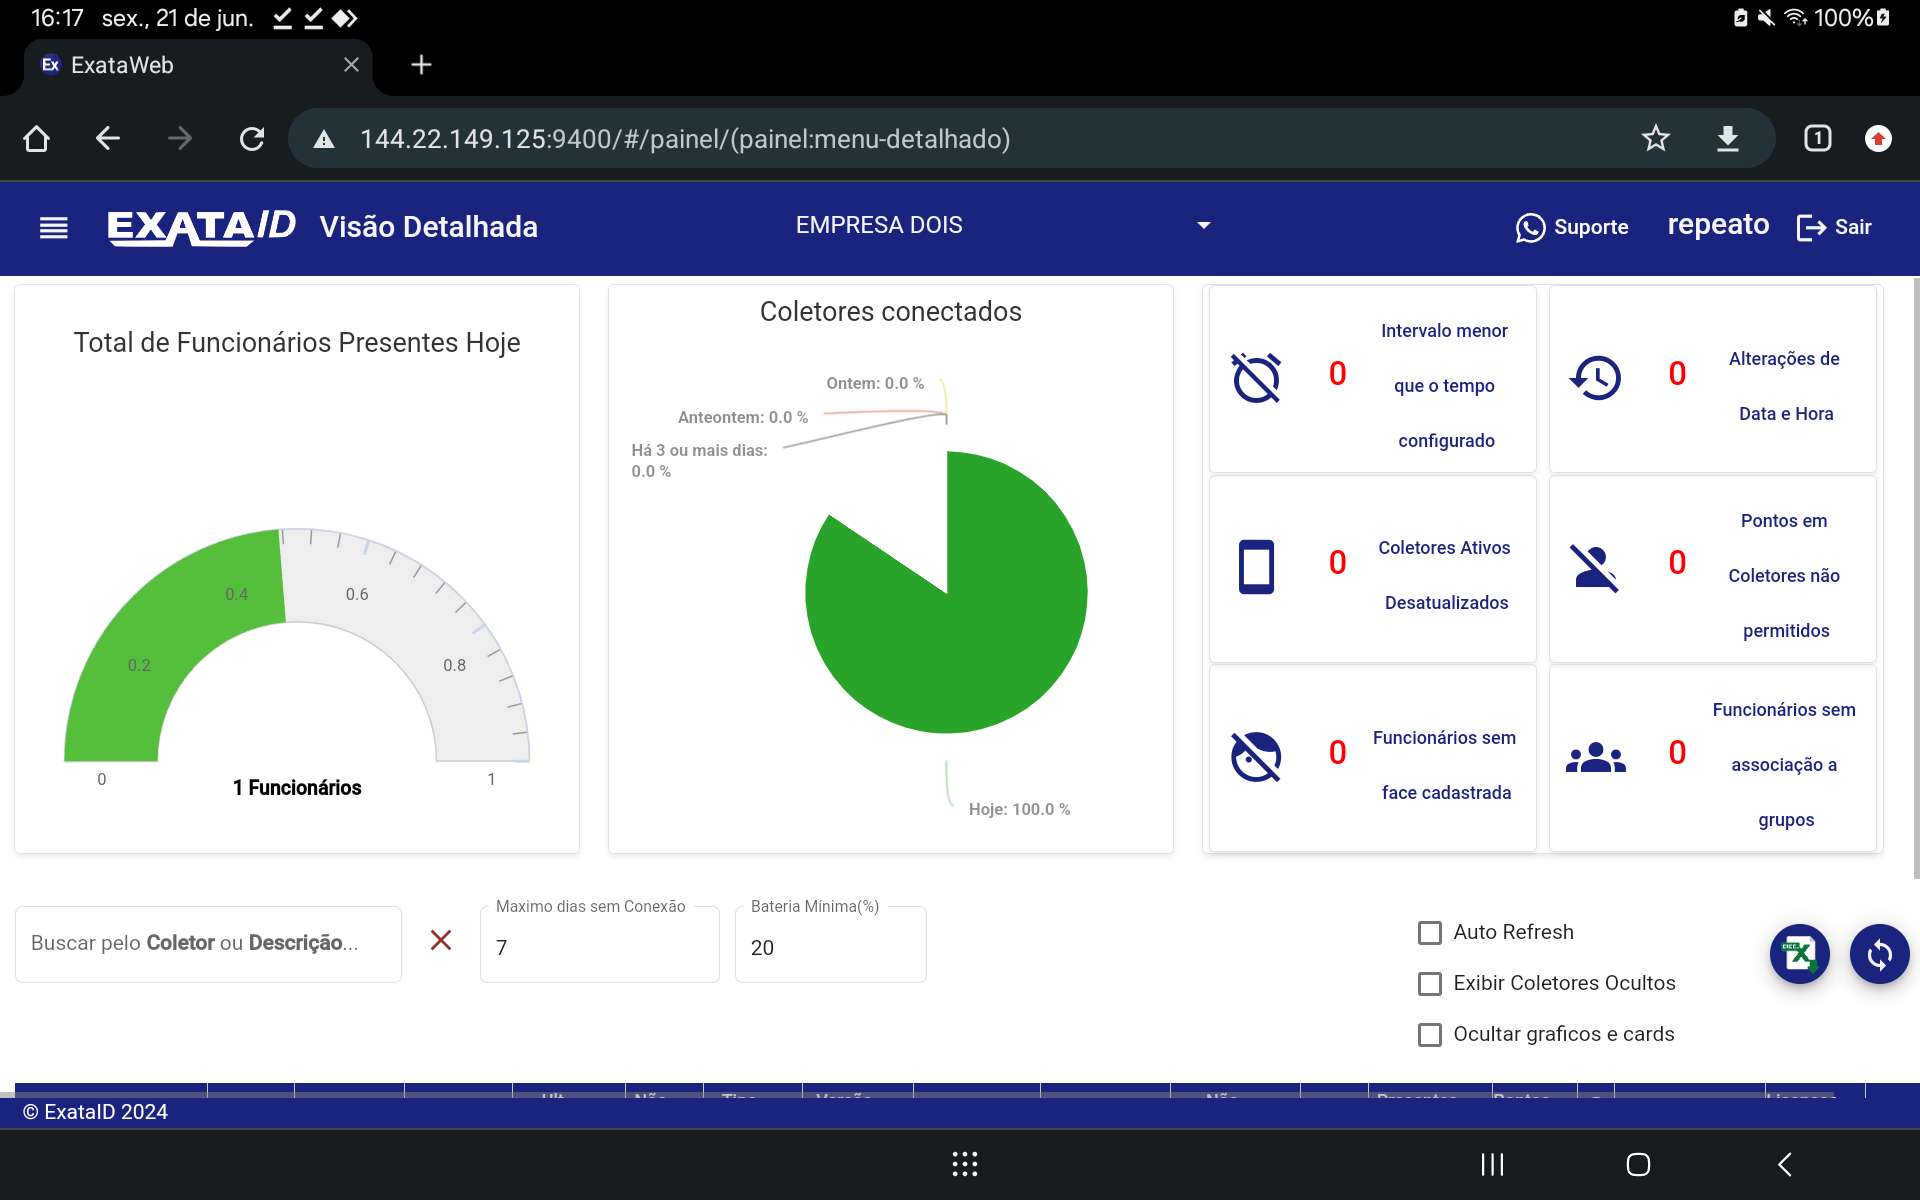 16:17 sex., 21 de jun.
100%
Ex ExataWeb
144.22.149.125:9400/#/painel/(painel:menu-detalhado)
1
EXATAID Visão Detalhada
EMPRESA DOIS
Suporte
repeato
Sair
Total de Funcionários Presentes Hoje
0.4
0.6
0.2
0.8
0
1
1 Funcionários
Coletores conectados
Ontem: 0.0 %
Anteontem: 0.0 %
Há 3 ou mais dias:
0.0 %
Hoje: 100.0 %
0
Intervalo menor
que o tempo
configurado
0
Alterações de
Data e Hora
0
Coletores Ativos
Desatualizados
0
Pontos em
Coletores não
permitidos
0
Funcionários sem
face cadastrada
0
Funcionários sem
associação a
grupos
Buscar pelo Coletor ou Descrição...
Maximo dias sem Conexão
7
Bateria Mínima(%)
20
Auto Refresh
Exibir Coletores Ocultos
Ocultar graficos e cards
© ExataID 2024